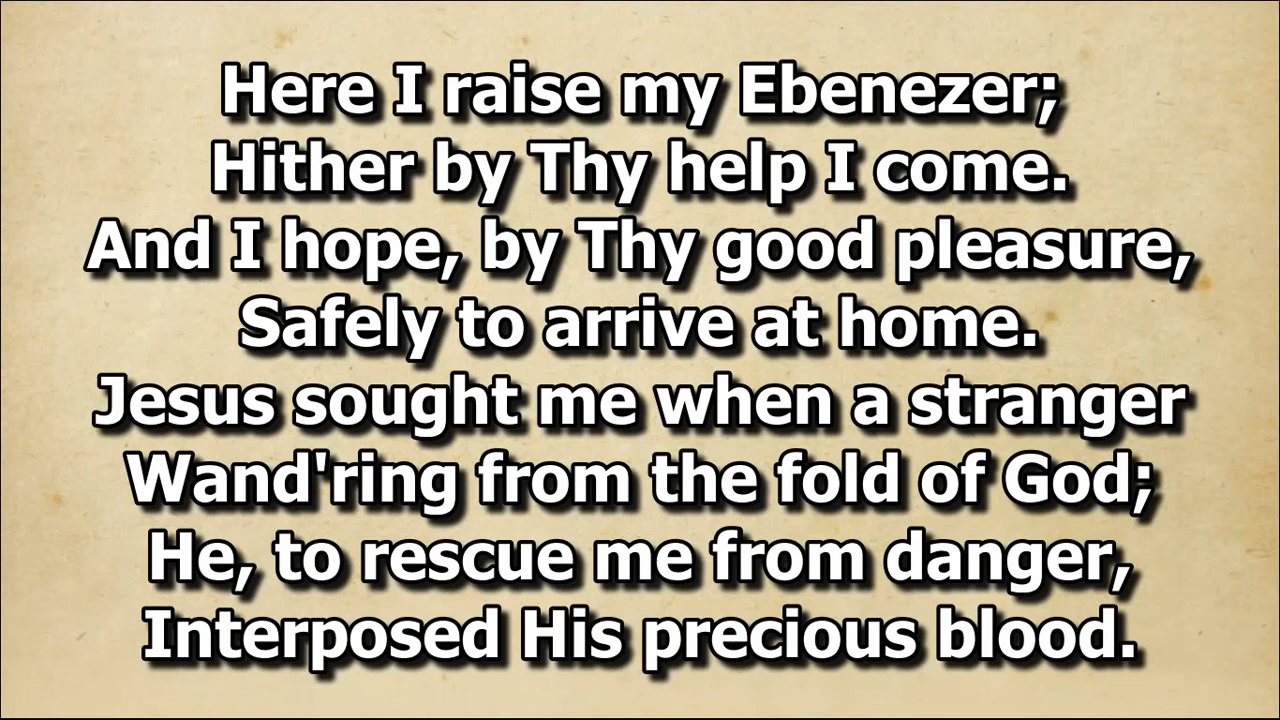 Here I raise my Ebenezer;
Hither by Thy help I come.
And I hope, by Thy good pleasure,
Safely to arrive at home.
Jesus sought me when a stranger
Wand'ring from the fold of God;
He, to rescue me from danger,
Interposed His precious blood.